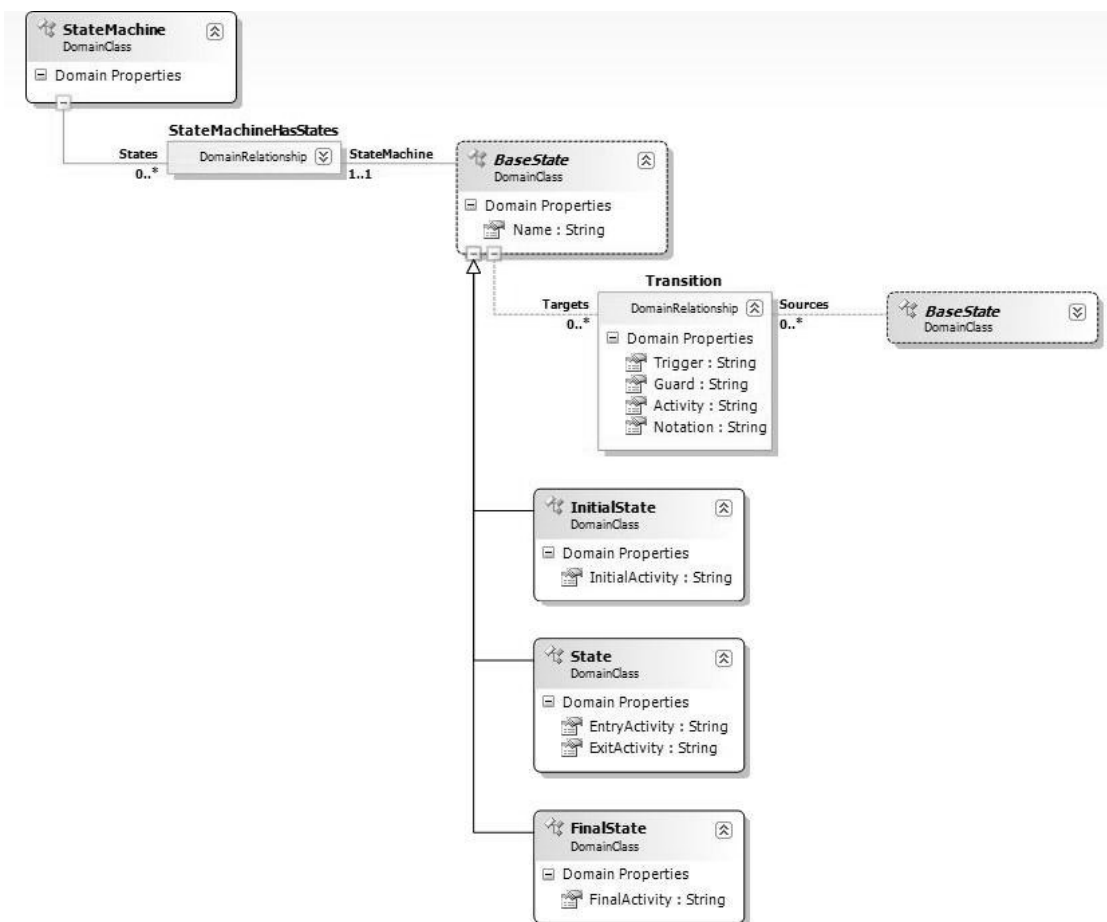 StateMachine
DomainClass
Domain Properties
StateMachineHasStates
States
DomainRelationship
StateMachine
0..*
1..1
BaseState
DomainClass
Domain Properties
Name : String
Transition
Targets
DomainRelationship
Sources
0..*
0..*
Domain Properties
Trigger : String
Guard : String
Activity : String
Notation : String
BaseState
DomainClass
InitialState
DomainClass
Domain Properties
InitialActivity : String
State
DomainClass
Domain Properties
EntryActivity : String
ExitActivity : String
FinalState
DomainClass
Domain Properties
FinalActivity : String